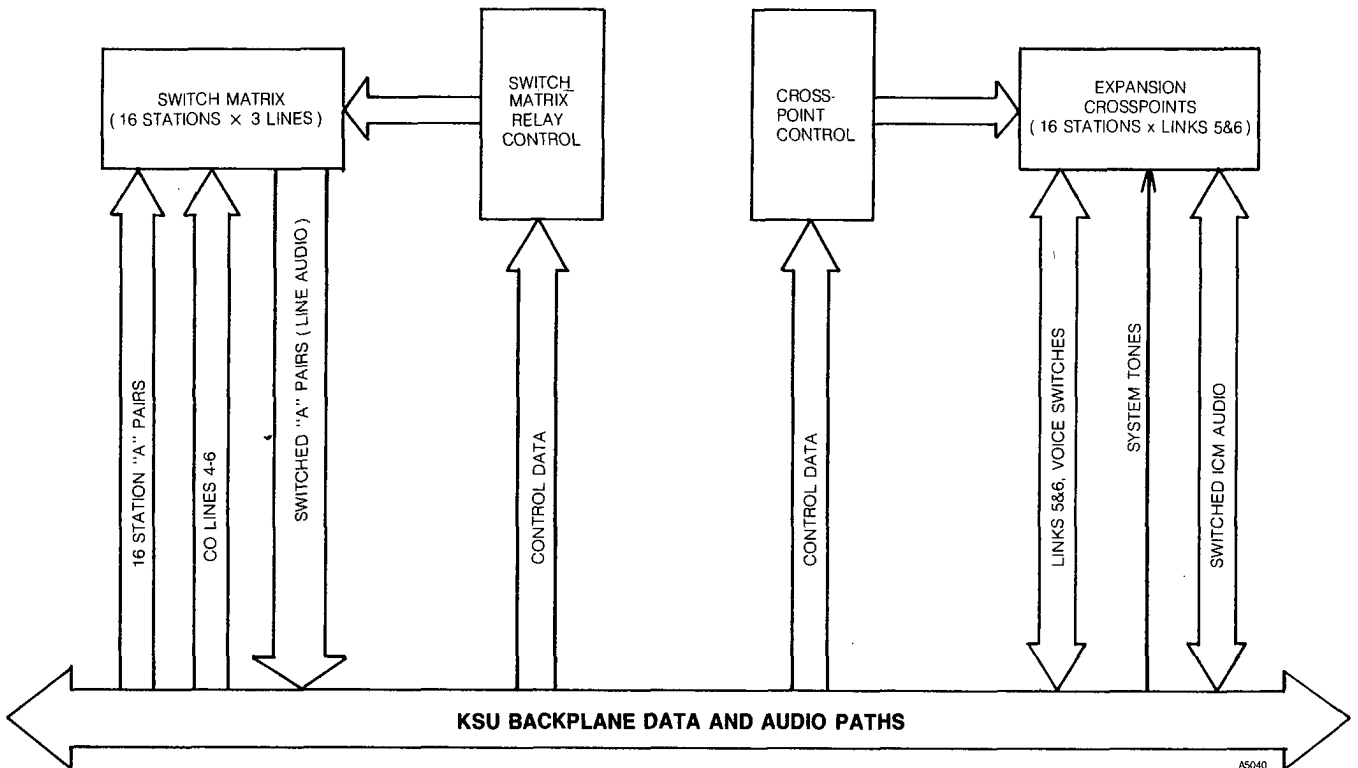 SWITCH MATRIX
( 16 STATIONS × 3 LINES )
SWITCH
MATRIX
RELAY
CONTROL
CROSS-
POINT
CONTROL
EXPANSION
CROSSPOINTS
( 16 STATIONS x LINKS 5&6 )
16 STATION "A" PAIRS
CO LINES 4-6
SWITCHED "A" PAIRS ( LINE AUDIO )
CONTROL DATA
CONTROL DATA
LINKS 5&6, VOICE SWITCHES
SYSTEM TONES
SWITCHED ICM AUDIO
KSU BACKPLANE DATA AND AUDIO PATHS
A5040